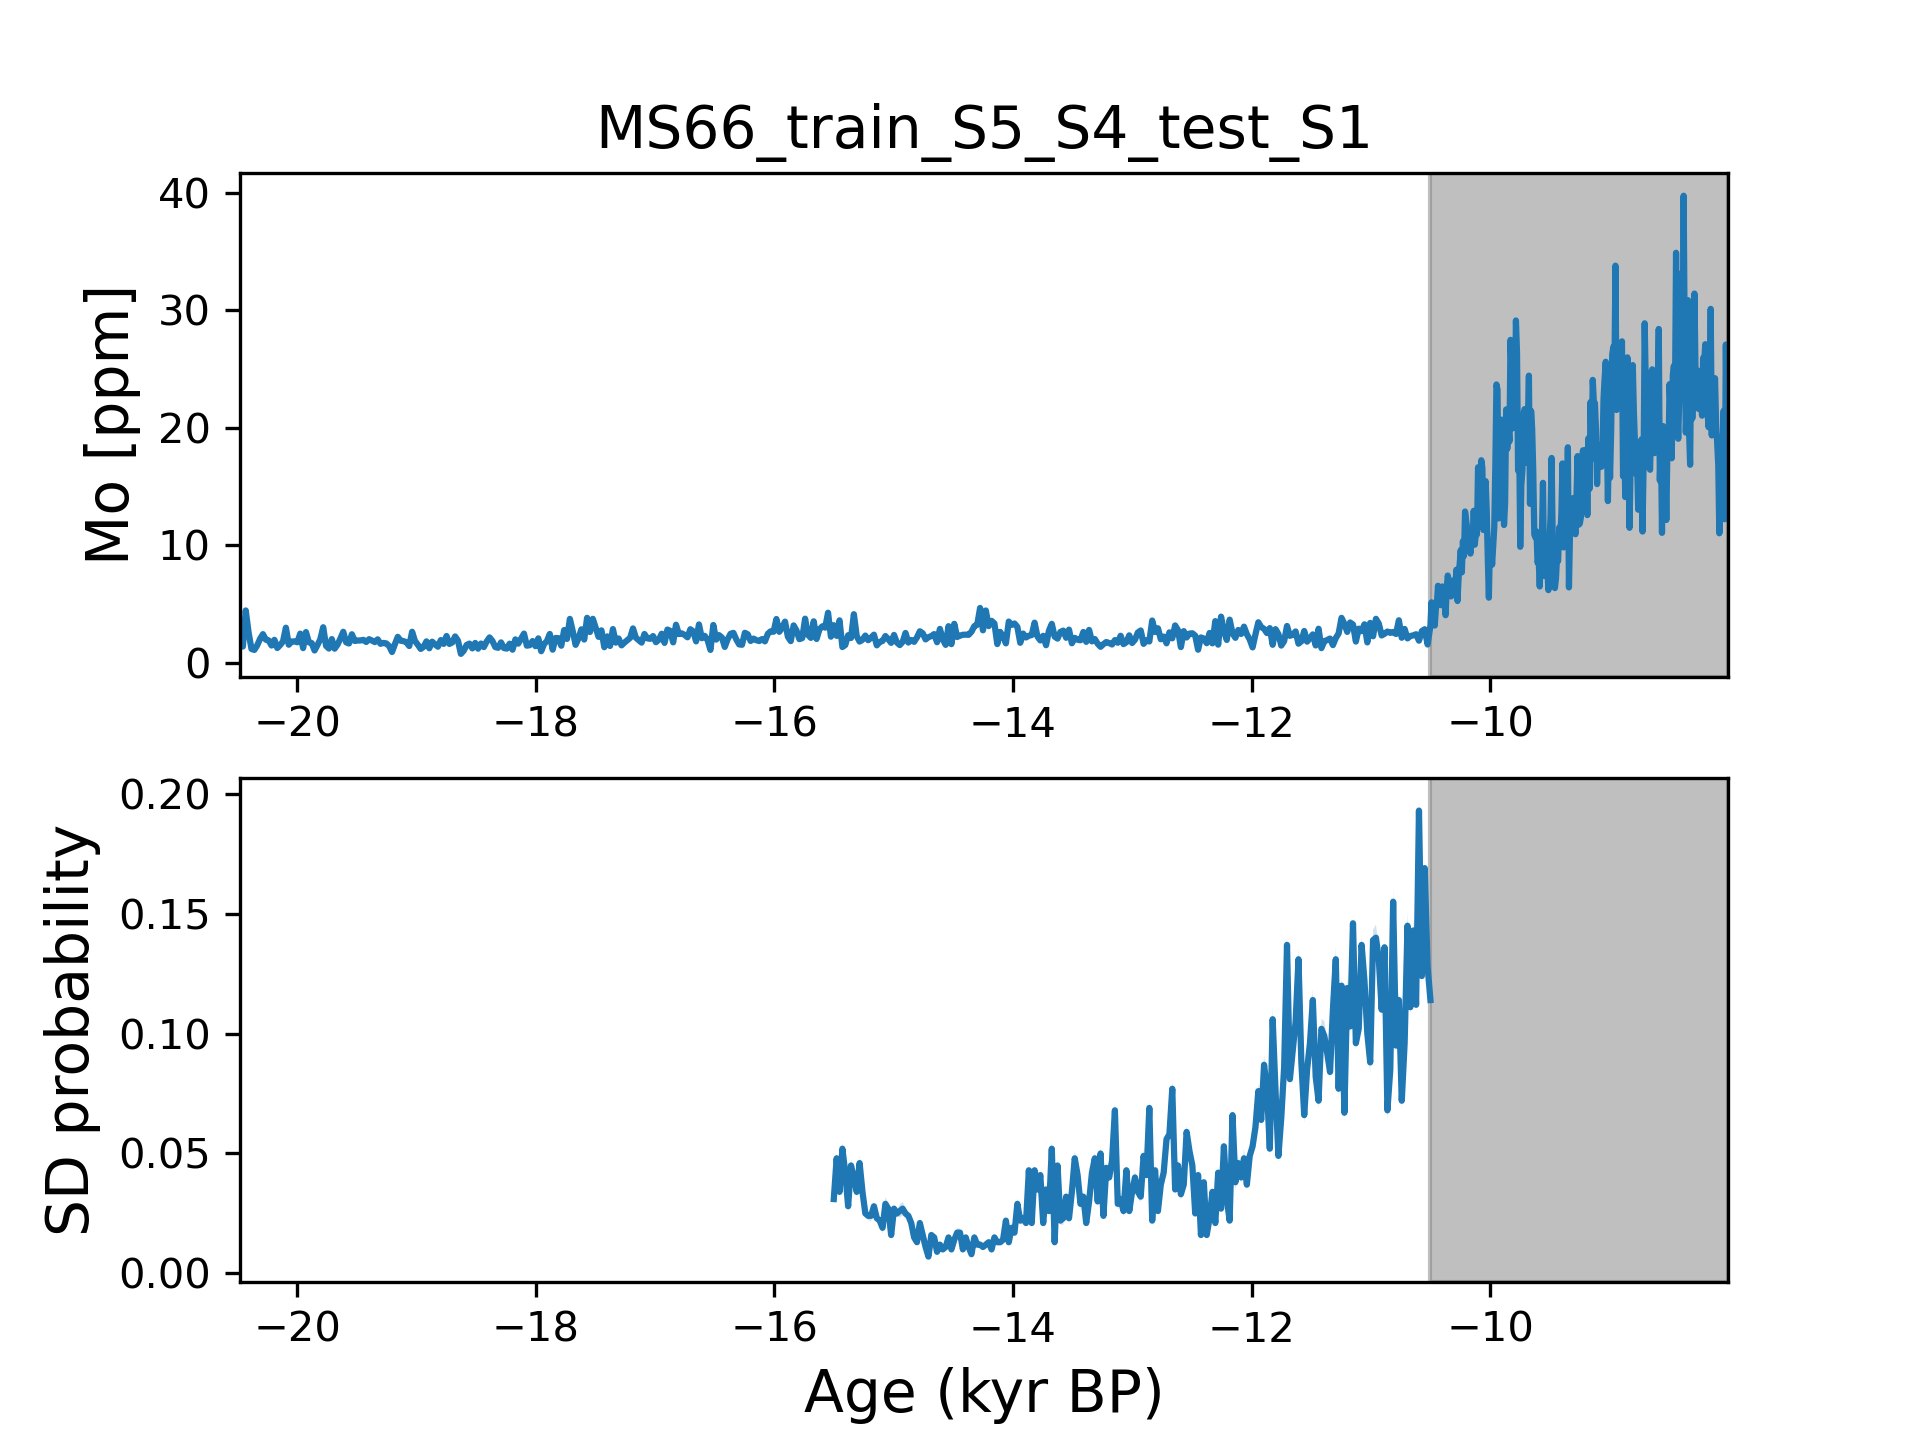 MS66_train_S5_S4_test_S1
Mo [ppm]
40
30
20
10
0
−20 −18 −16 −14 −12 −10
SD probability
0.20
0.15
0.10
0.05
0.00
−20 −18 −16 −14 −12 −10
Age (kyr BP)